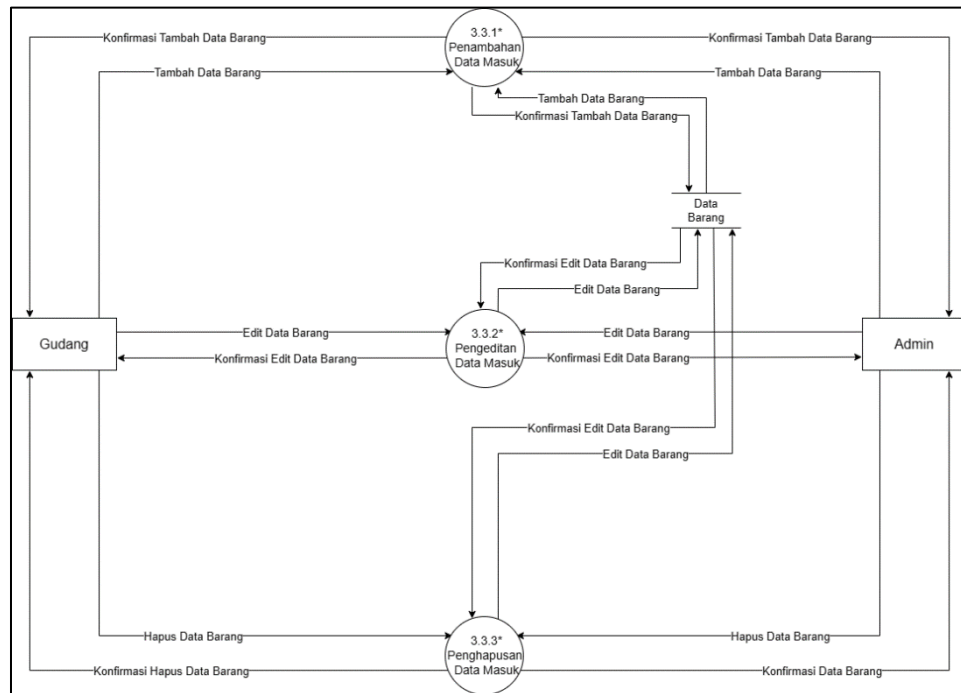 3.3.1*
Penambahan
Data Masuk
Konfirmasi Tambah Data Barang
Konfirmasi Tambah Data Barang
Tambah Data Barang
Tambah Data Barang
Tambah Data Barang
Konfirmasi Tambah Data Barang
Data
Barang
Konfirmasi Edit Data Barang
Edit Data Barang
Gudang
Edit Data Barang
Konfirmasi Edit Data Barang
3.3.2*
Pengeditan
Data Masuk
Edit Data Barang
Konfirmasi Edit Data Barang
Admin
Konfirmasi Edit Data Barang
Edit Data Barang
Hapus Data Barang
Konfirmasi Hapus Data Barang
3.3.3*
Penghapusan
Data Masuk
Hapus Data Barang
Konfirmasi Data Barang